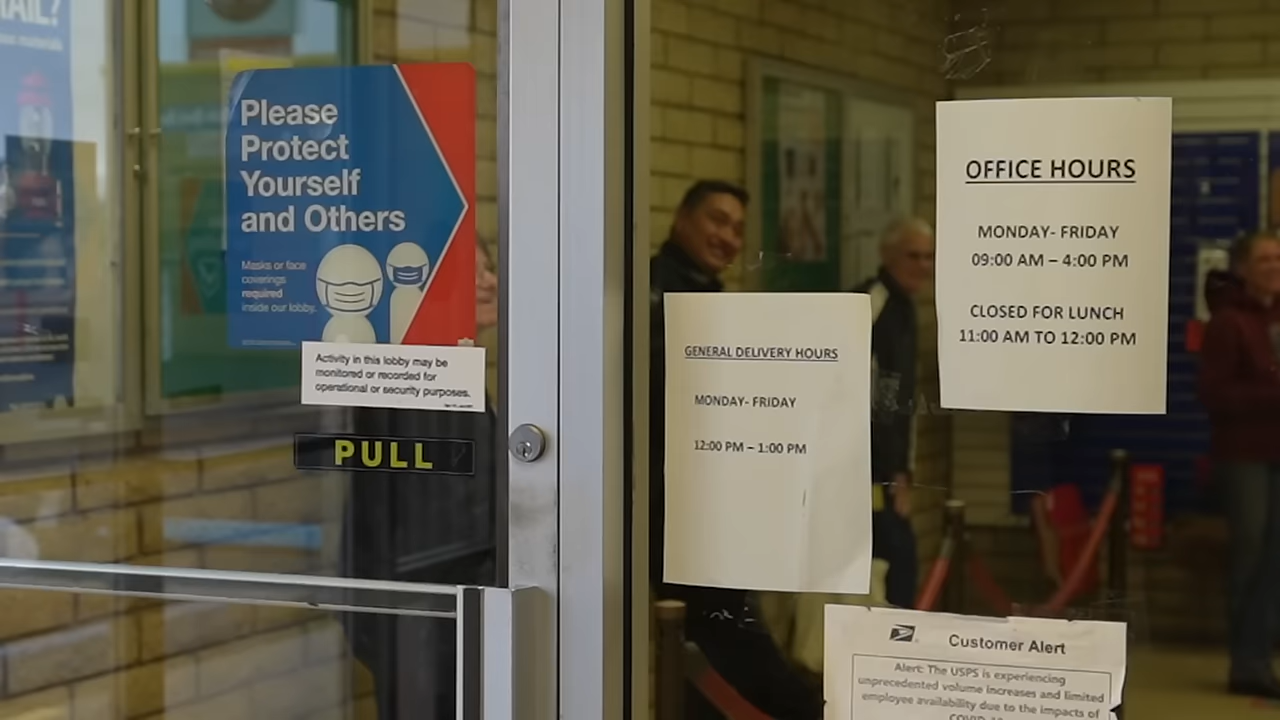 AIL?
Please
Protect
Yourself
and Others
Masks or face
coverings
required
inside our lobby.
Activity in this lobby may be
monitored or recorded for
operational or security purposes.
PULL
GENERAL DELIVERY HOURS
MONDAY- FRIDAY
12:00 PM – 1:00 PM
OFFICE HOURS
MONDAY- FRIDAY
09:00 AM – 4:00 PM
CLOSED FOR LUNCH
11:00 AM TO 12:00 PM
Customer Alert
Alert: The USPS is experiencing
unprecedented volume increases and limited
employee availability due to the impacts of